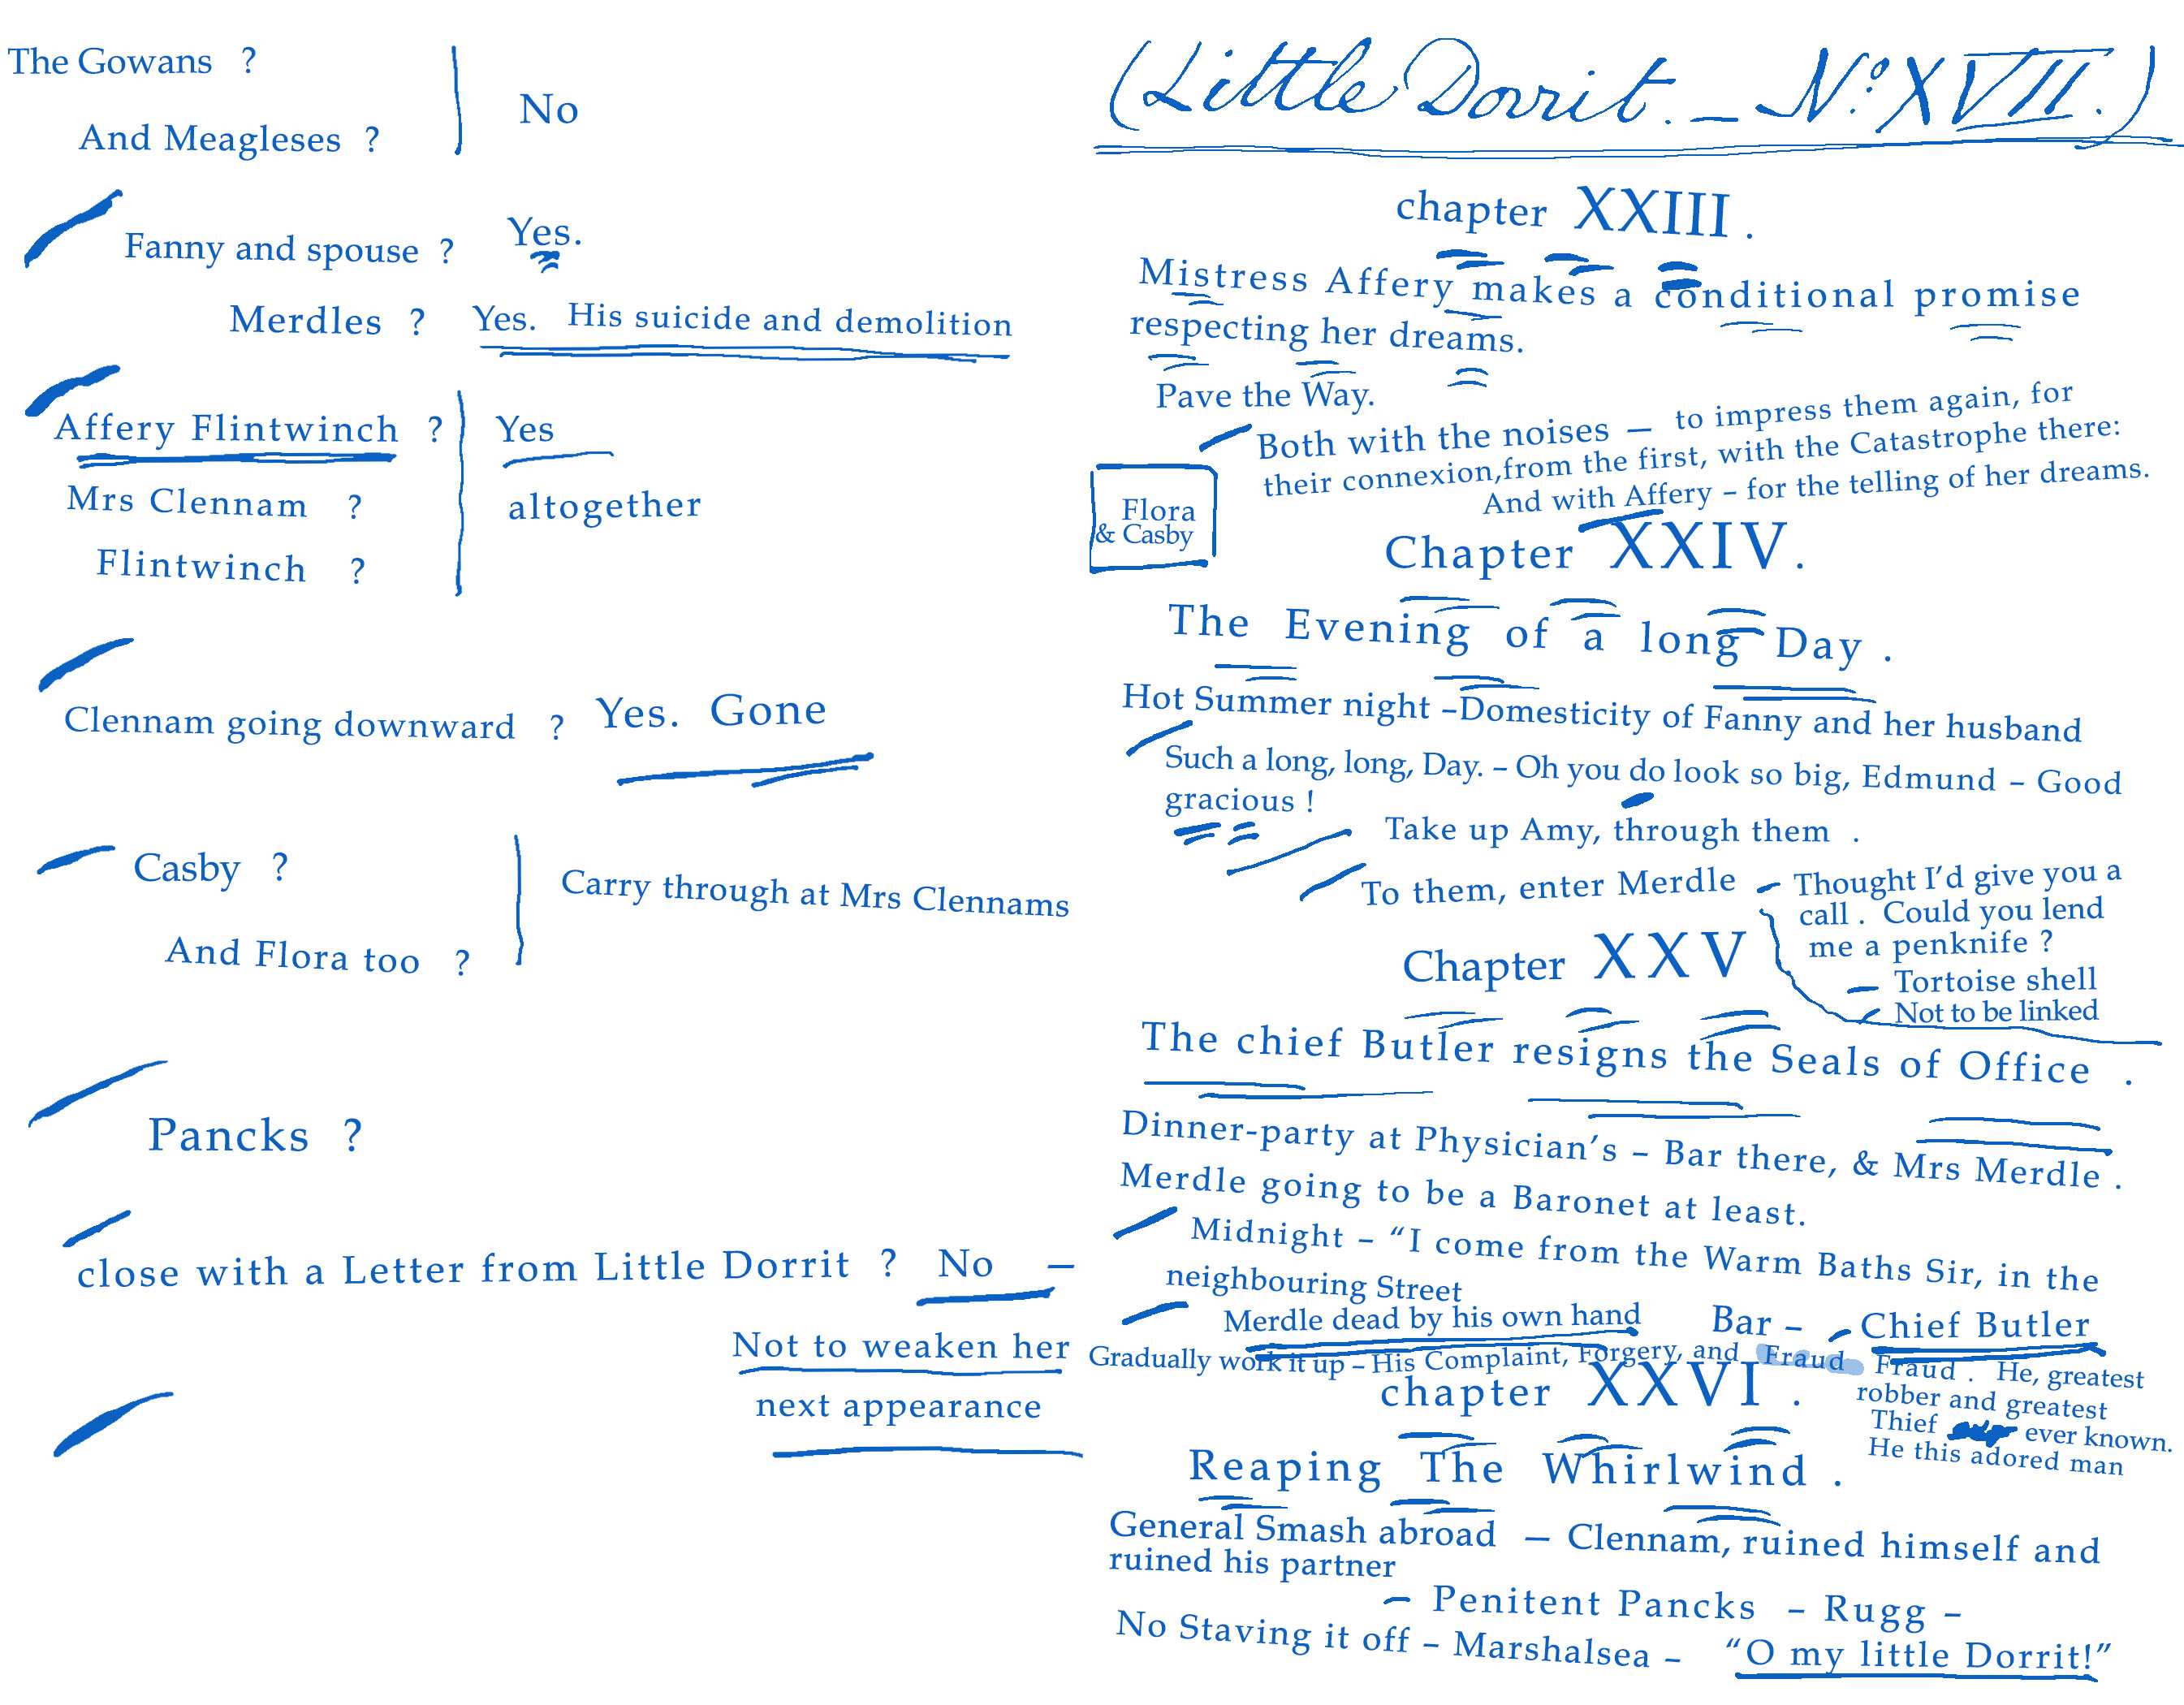 The Gowans ?
And Meagleses ?
No
Fanny and spouse ? Yes.
Merdles ? Yes. His suicide and demolition
Affery Flintwinch ? Yes
Mrs Clennam ? altogether
Flintwinch ?
Clennam going downward ? Yes. Gone
Casby ?
Carry through at Mrs Clennams
And Flora too ?
Pancks ?
close with a Letter from Little Dorrit ? No —
Not to weaken her
next appearance
(Little Dorrit. — No. XVII.)
chapter XXIII .
Mistress Affery makes a conditional promise
respecting her dreams.
Pave the Way.
Both with the noises — to impress them again, for
their connexion,from the first, with the Catastrophe there:
And with Affery – for the telling of her dreams.
Flora
& Casby
Chapter XXIV .
The Evening of a long Day .
Hot Summer night –Domesticity of Fanny and her husband
Such a long, long, Day. – Oh you do look so big, Edmund – Good
gracious !
Take up Amy, through them .
To them, enter Merdle – Thought I'd give you a
call . Could you lend
me a penknife ?
– Tortoise shell
– Not to be linked
Chapter XXV
The chief Butler resigns the Seals of Office .
Dinner-party at Physician's – Bar there, & Mrs Merdle .
Merdle going to be a Baronet at least.
Midnight – "I come from the Warm Baths Sir, in the
neighbouring Street
Merdle dead by his own hand Bar – – Chief Butler
Gradually work it up – His Complaint, Forgery, and Fraud Fraud . He, greatest
robber and greatest
Thief ever known.
He this adored man
chapter XXVI .
Reaping The Whirlwind .
General Smash abroad — Clennam, ruined himself and
ruined his partner
– Penitent Pancks – Rugg –
No Staving it off – Marshalsea – "O my little Dorrit!"